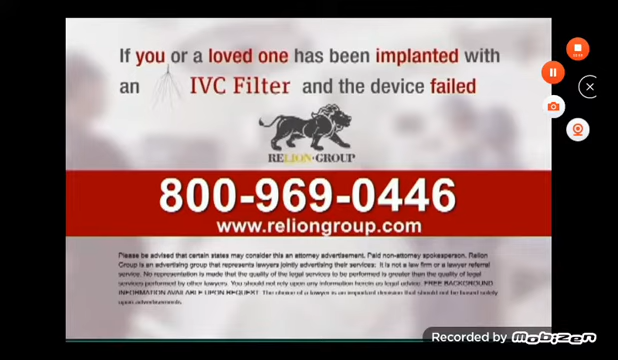 If you or a loved one has been implanted with
an IVC Filter and the device failed
RELION·GROUP
800-969-0446
www.reliongroup.com
Please be advised that certain states may consider this an attorney advertisement. Paid non-attorney spokesperson. Relion
Group is an advertising group that represents lawyers jointly advertising their services. It is not a law firm or a lawyer referral
service. No representation is made that the quality of the legal services to be performed is greater than the quality of legal
services performed by other lawyers. You should not rely upon any information herein as legal advice. FREE BACKGROUND
INFORMATION AVAILABLE UPON REQUEST. The choice of a lawyer is an important decision that should not be based solely
upon advertisements.
Recorded by MOBIZEN